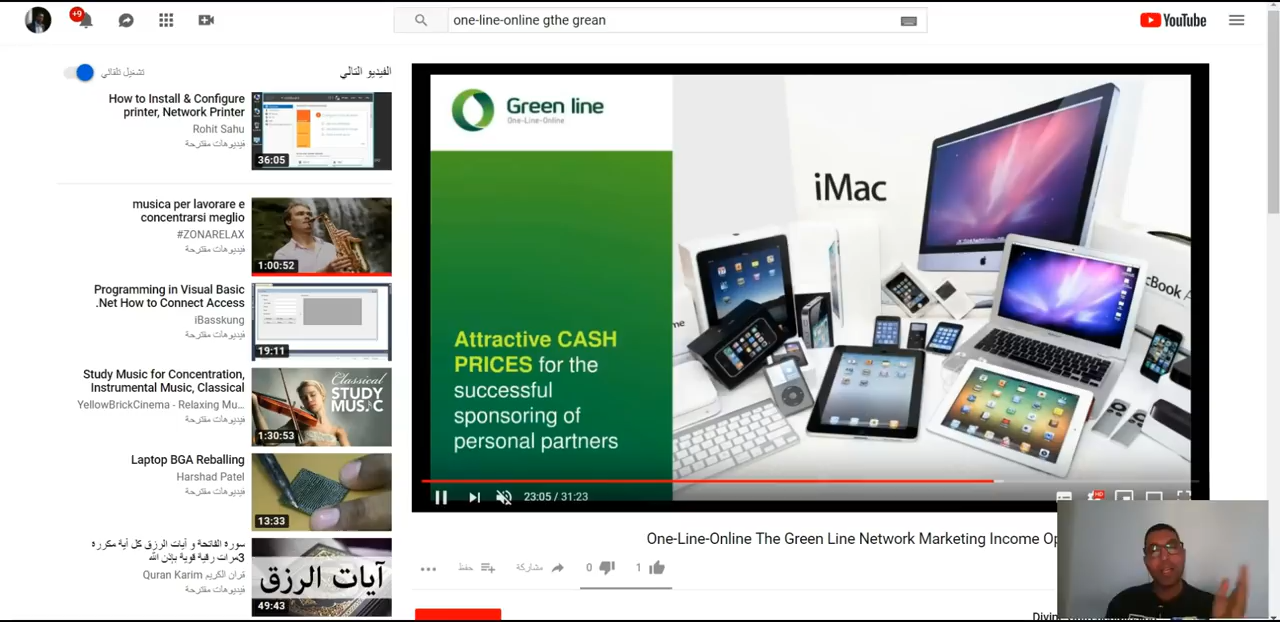 +9
one-line-online gthe grean
YouTube
تشغيل تلقائي
الفيديو التالي
How to Install & Configure
printer, Network Printer
Rohit Sahu
فيديوهات مقترحة
36:05
musica per lavorare e
concentrarsi meglio
#ZONARELAX
فيديوهات مقترحة
1:00:52
Programming in Visual Basic
.Net How to Connect Access
iBasskung
فيديوهات مقترحة
19:11
Study Music for Concentration,
Instrumental Music, Classical
YellowBrickCinema - Relaxing Mu...
فيديوهات مقترحة
Classical
STUDY
MUSIC
1:30:53
Laptop BGA Reballing
Harshad Patel
فيديوهات مقترحة
13:33
سورة الفاتحة و آيات الرزق كل آية مكررة
3مرات رقية قوية بإذن الله
قرآن الكريم Quran Karim
فيديوهات مقترحة
آيات الرزق
49:43
Green line
One-Line-Online
iMac
Attractive CASH
PRICES for the
successful
sponsoring of
personal partners
23:05 / 31:23
HD
One-Line-Online The Green Line Network Marketing Income Op
حفظ
مشاركة
0
1